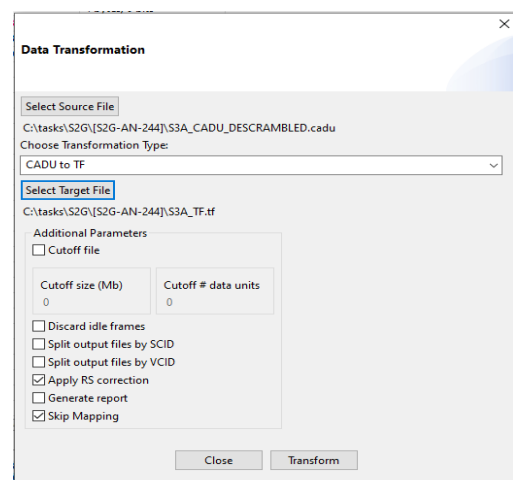 Data Transformation
Select Source File
C:\tasks\S2G\[S2G-AN-244]\S3A_CADU_DESCRAMBLED.cadu
Choose Transformation Type:
CADU to TF
Select Target File
C:\tasks\S2G\[S2G-AN-244]\S3A_TF.tf
Additional Parameters
Cutoff file
Cutoff size (Mb) Cutoff # data units
0 0
Discard idle frames
Split output files by SCID
Split output files by VCID
Apply RS correction
Generate report
Skip Mapping
Close Transform